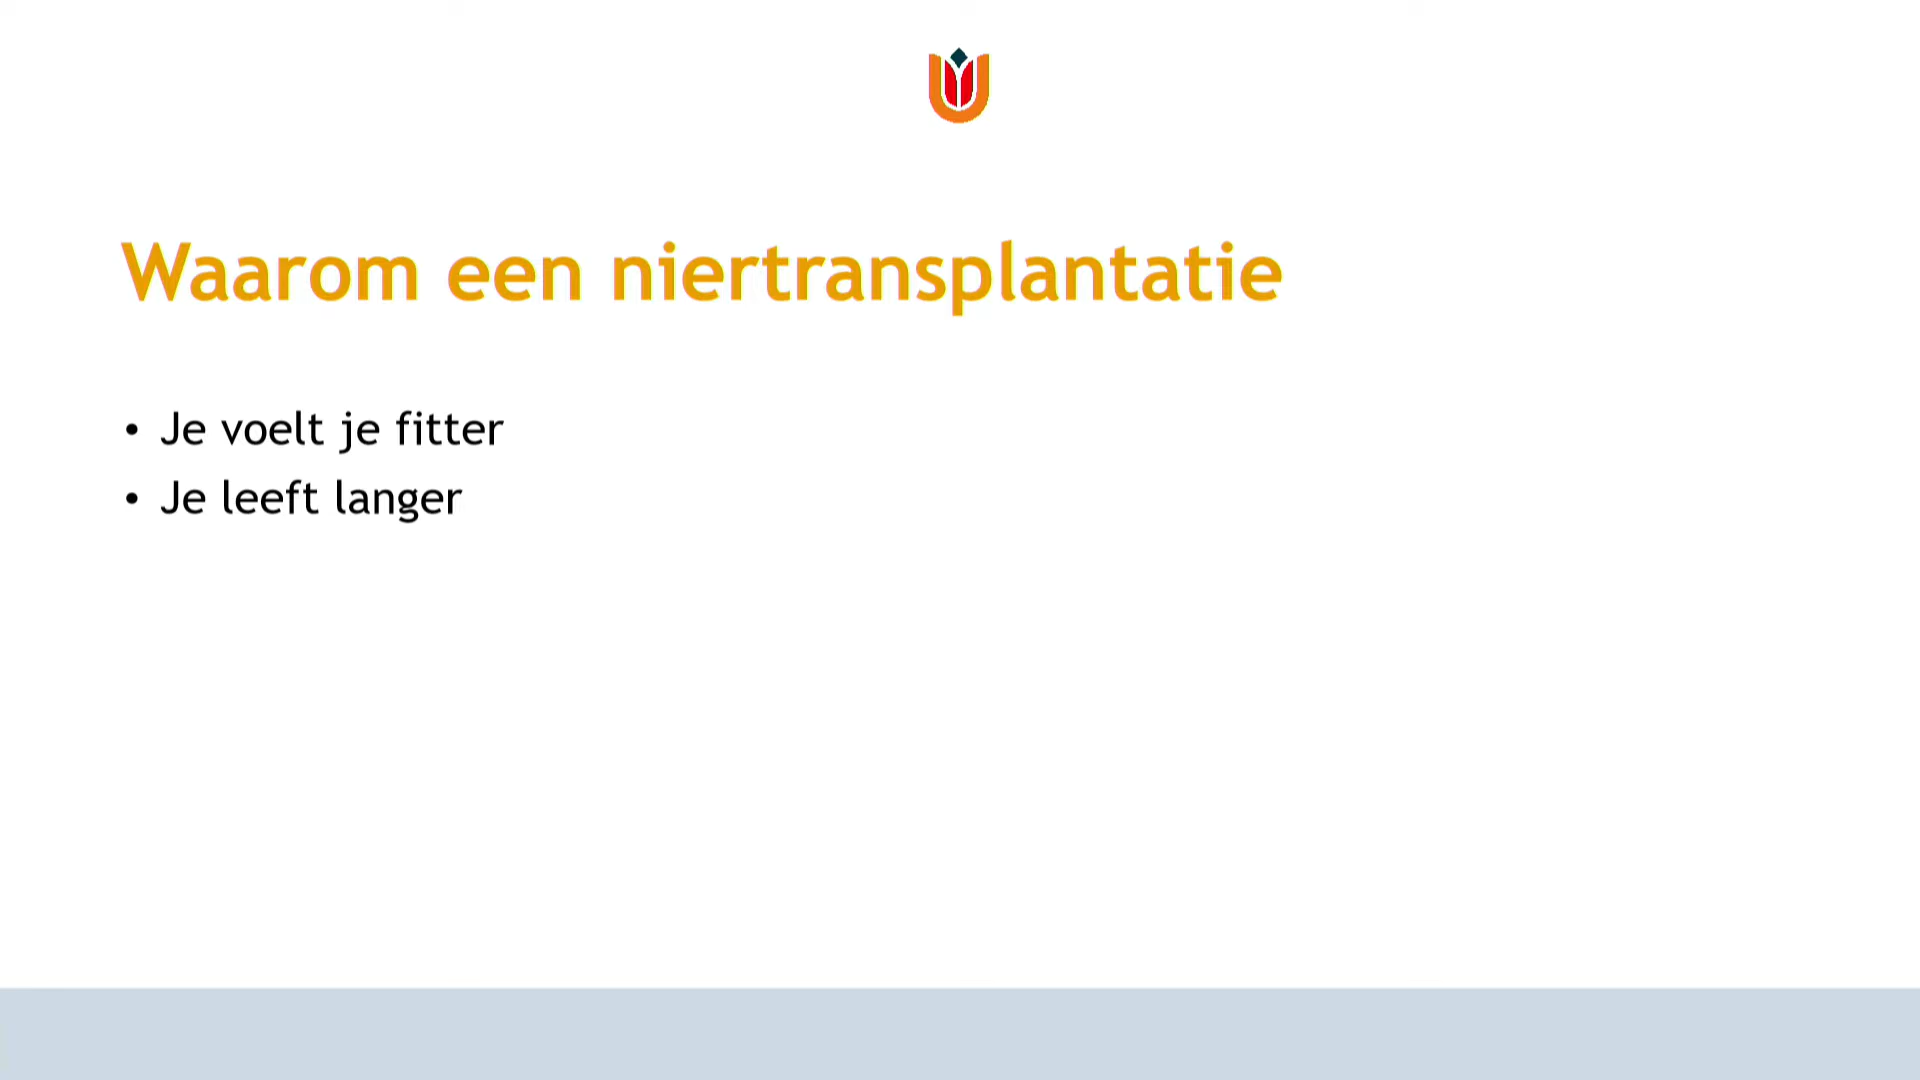 Waarom een niertransplantatie
• Je voelt je fitter
• Je leeft langer